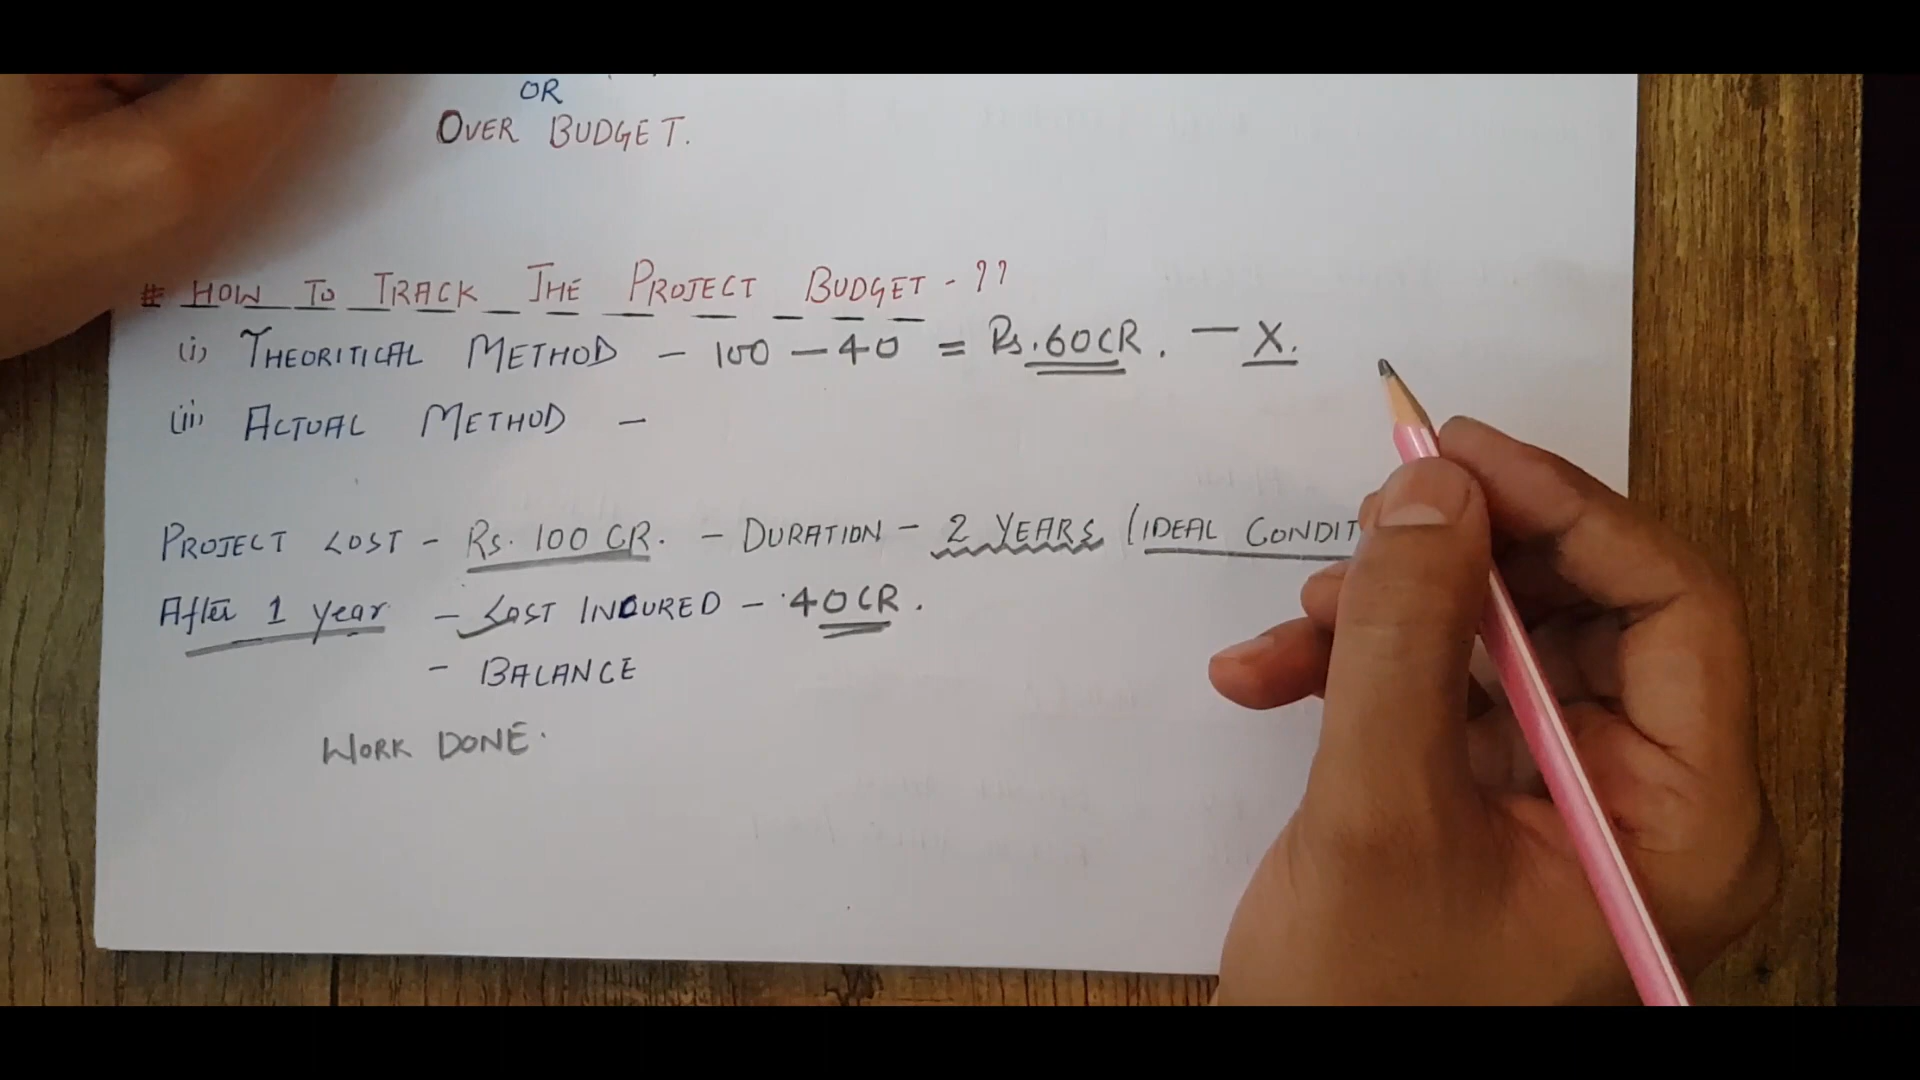 OR
OVER BUDGET.
# HOW TO TRACK THE PROJECT BUDGET - ??
(i) THEORITICAL METHOD - 100 - 40 = Rs. 60CR. - X.
(ii) ACTUAL METHOD -
PROJECT COST - Rs. 100 CR. - DURATION - 2 YEARS (IDEAL CONDIT
After 1 year - COST INCURED - 40CR.
- BALANCE
WORK DONE.